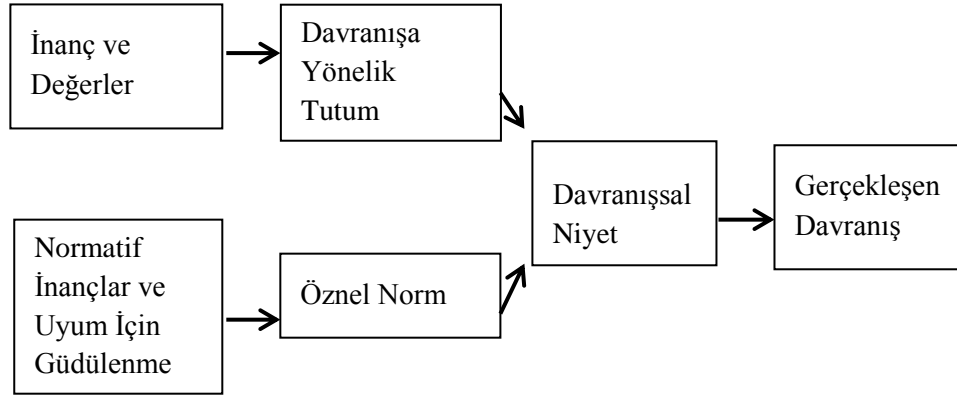 İnanç ve
Değerler
Davranışa
Yönelik
Tutum
Normatif
İnançlar ve
Uyum İçin
Güdülenme
Öznel Norm
Davranışsal
Niyet
Gerçekleşen
Davranış